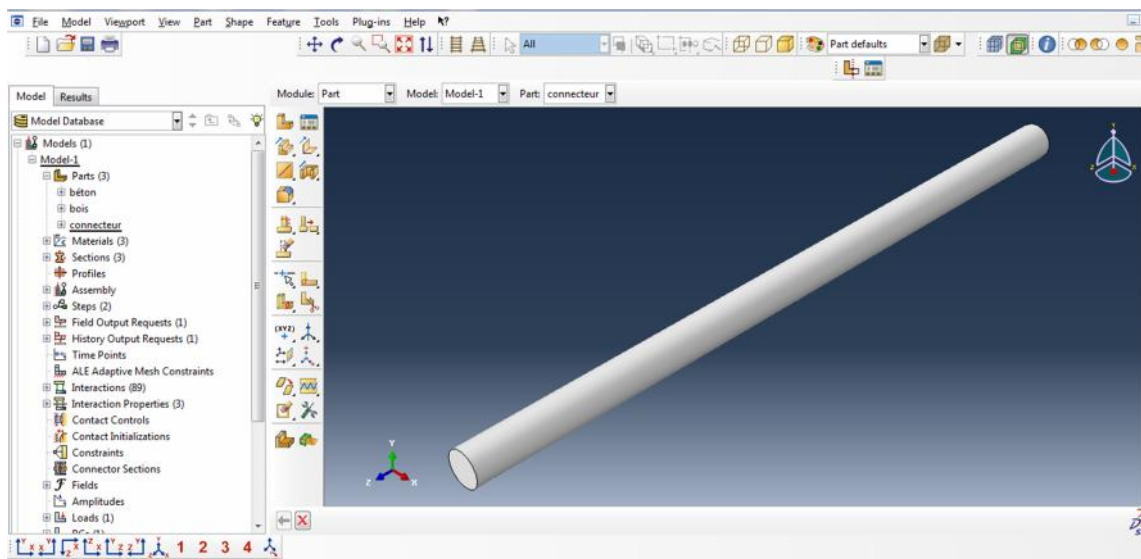 File Model Viewport View Part Shape Feature Tools Plug-ins Help
All Part defaults
Model Results
Module: Part Model: Model-1 Part: connecteur
Model Database
Models (1)
Model-1
Parts (3)
béton
bois
connecteur
Materials (3)
Sections (3)
Profiles
Assembly
Steps (2)
Field Output Requests (1)
History Output Requests (1)
Time Points
ALE Adaptive Mesh Constraints
Interactions (89)
Interaction Properties (3)
Contact Controls
Contact Initializations
Constraints
Connector Sections
Fields
Amplitudes
Loads (1)
(XYZ)
Y
Z X
1 2 3 4